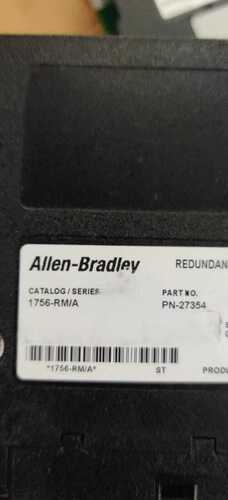 Allen-Bradley REDUNDAN
CATALOG / SERIES PART NO.
1756-RM/A PN-27354
*1756-RM/A* ST PRODU